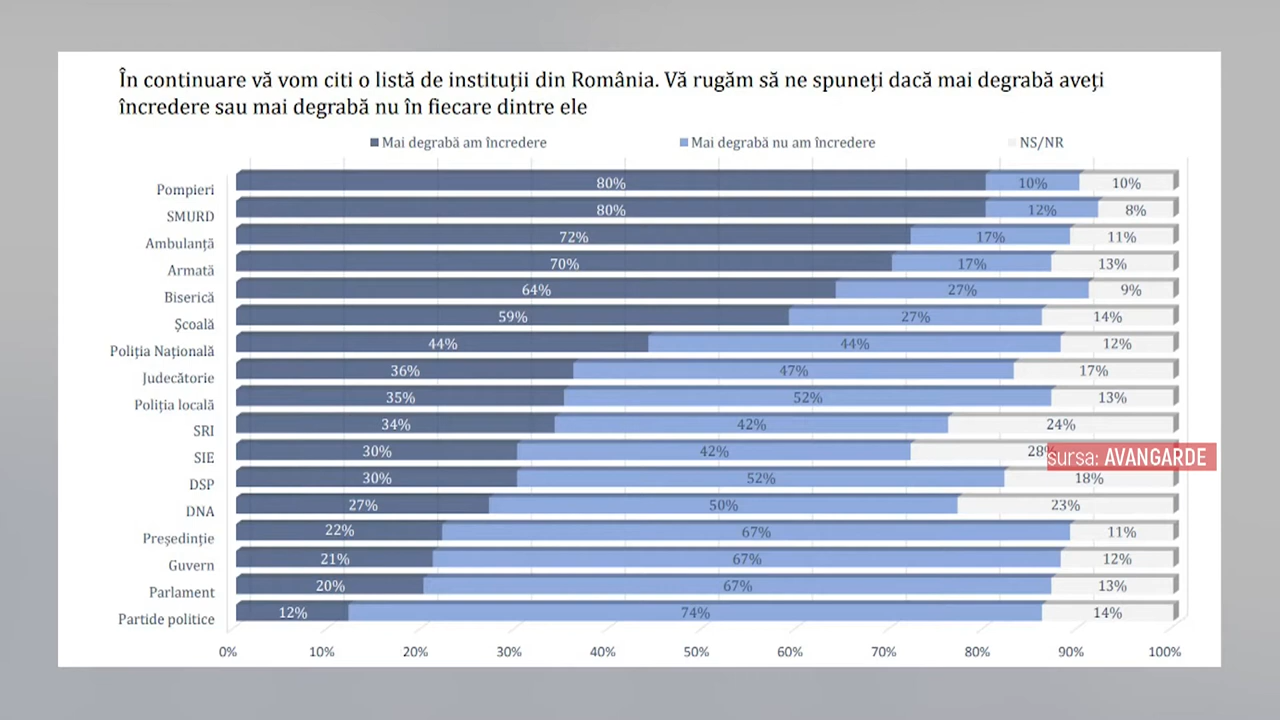 În continuare vă vom citi o listă de instituții din România. Vă rugăm să ne spuneți dacă mai degrabă aveți
încredere sau mai degrabă nu în fiecare dintre ele
Mai degrabă am încredere Mai degrabă nu am încredere NS/NR
Pompieri 80% 10% 10%
SMURD 80% 12% 8%
Ambulanță 72% 17% 11%
Armată 70% 17% 13%
Biserică 64% 27% 9%
Școală 59% 27% 14%
Poliția Națională 44% 44% 12%
Judecătorie 36% 47% 17%
Poliția locală 35% 52% 13%
SRI 34% 42% 24%
SIE 30% 42% 28%
sursa: AVANGARDE
DSP 30% 52% 18%
DNA 27% 50% 23%
Președinție 22% 67% 11%
Guvern 21% 67% 12%
Parlament 20% 67% 13%
Partide politice 12% 74% 14%
0% 10% 20% 30% 40% 50% 60% 70% 80% 90% 100%